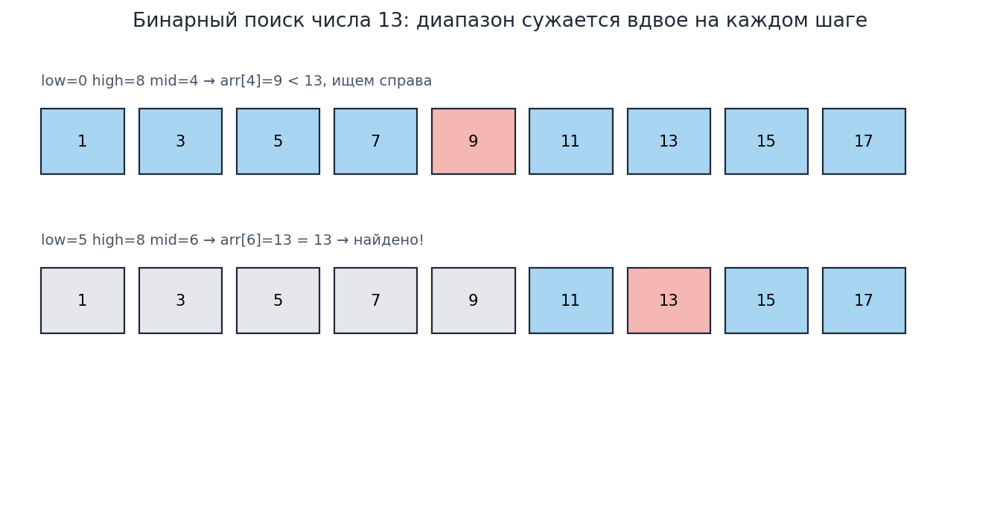 Бинарный поиск числа 13: диапазон сужается вдвое на каждом шаге
low=0 high=8 mid=4 → arr[4]=9 < 13, ищем справа
1 3 5 7 9 11 13 15 17
low=5 high=8 mid=6 → arr[6]=13 = 13 → найдено!
1 3 5 7 9 11 13 15 17